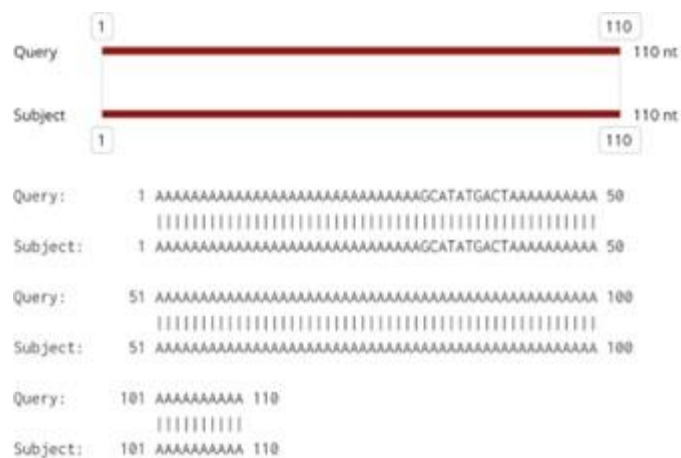 1 110
Query 110 nt
Subject 110 nt
1 110
Query: 1 AAAAAAAAAAAAAAAAAAAAAAAAAAAAAAGCATATGACTAAAAAAAAAA 50
||||||||||||||||||||||||||||||||||||||||||||||||||
Subject: 1 AAAAAAAAAAAAAAAAAAAAAAAAAAAAAAGCATATGACTAAAAAAAAAA 50
Query: 51 AAAAAAAAAAAAAAAAAAAAAAAAAAAAAAAAAAAAAAAAAAAAAAAAAA 100
||||||||||||||||||||||||||||||||||||||||||||||||||
Subject: 51 AAAAAAAAAAAAAAAAAAAAAAAAAAAAAAAAAAAAAAAAAAAAAAAAAA 100
Query: 101 AAAAAAAAAA 110
||||||||||
Subject: 101 AAAAAAAAAA 110